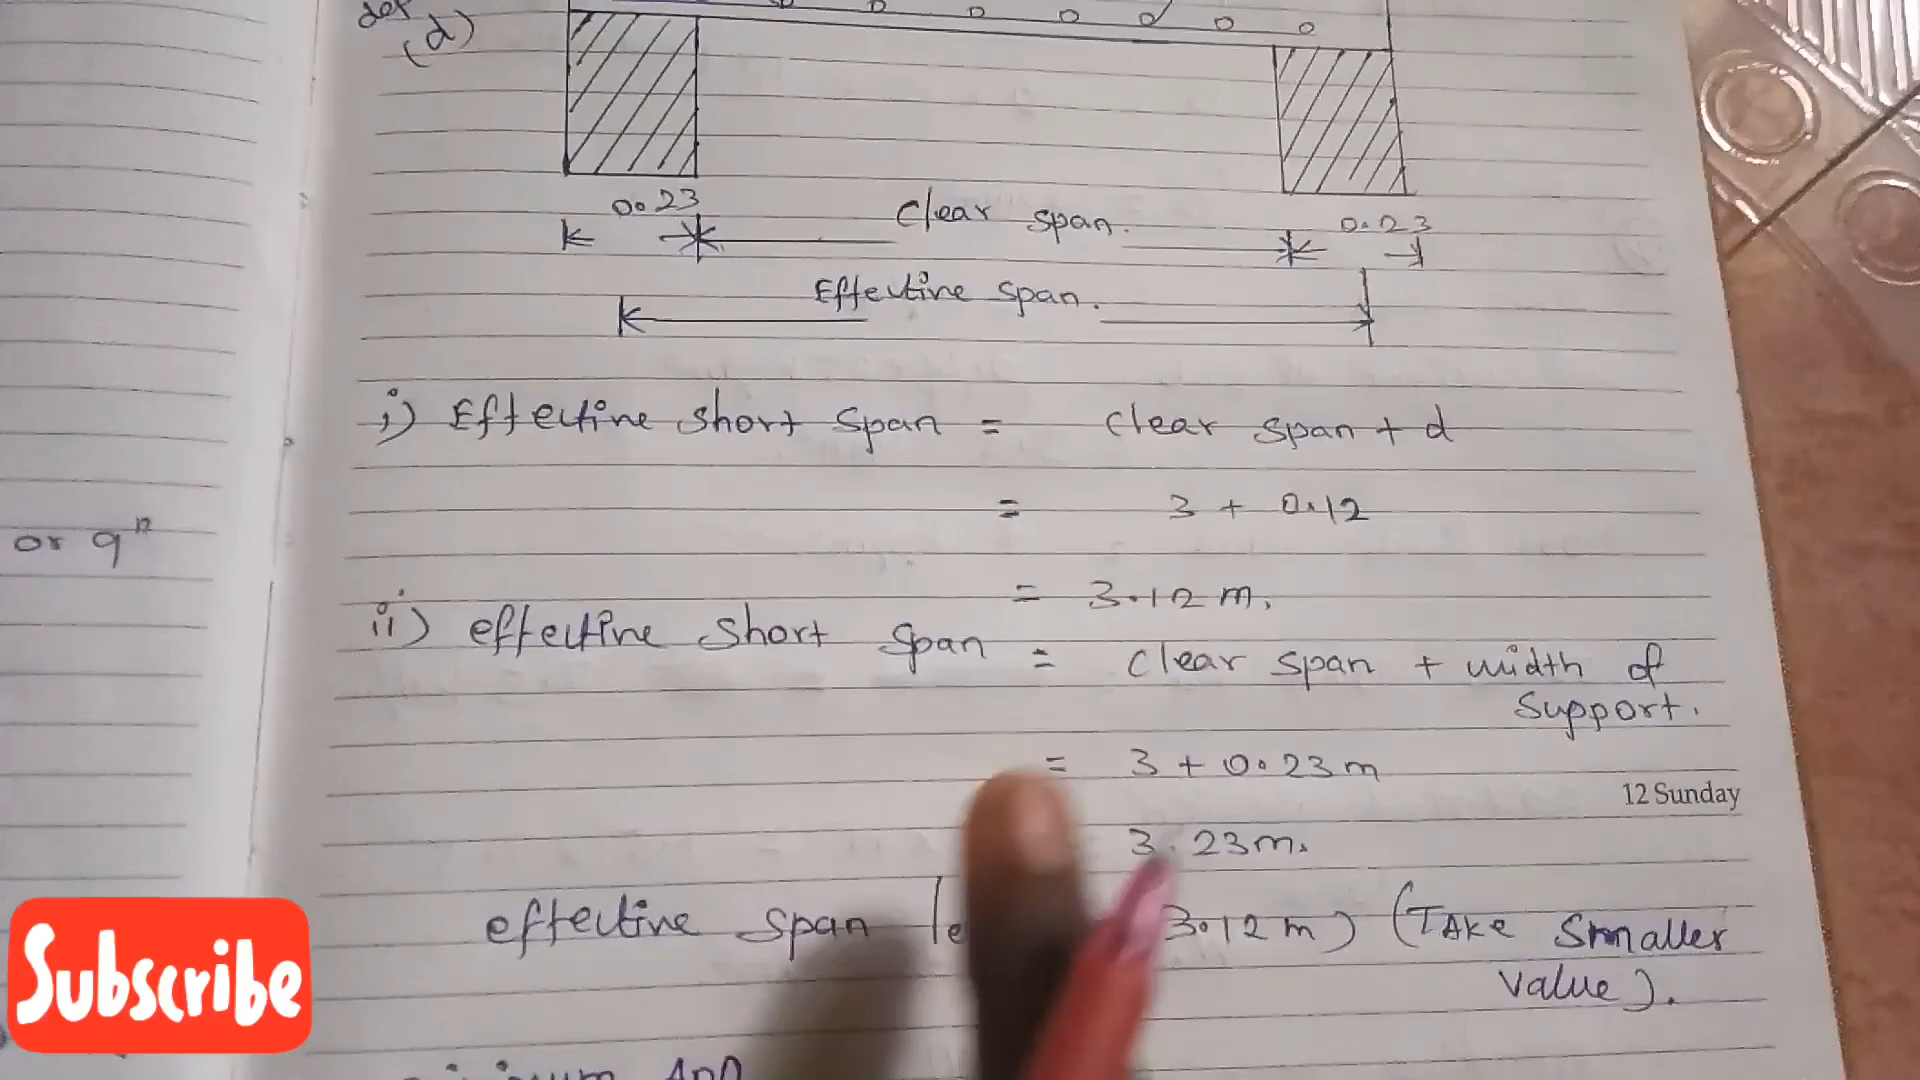 (d)
0.23
Clear span.
0.23
Effective span.
i) Effective short span = clear span + d
= 3 + 0.12
or 9"
= 3.12 m.
ii) effective short span = clear span + width of
support.
= 3 + 0.23 m
12 Sunday
3.23m.
effective span 3.12 m) (TAKE Smaller
value).
Subscribe